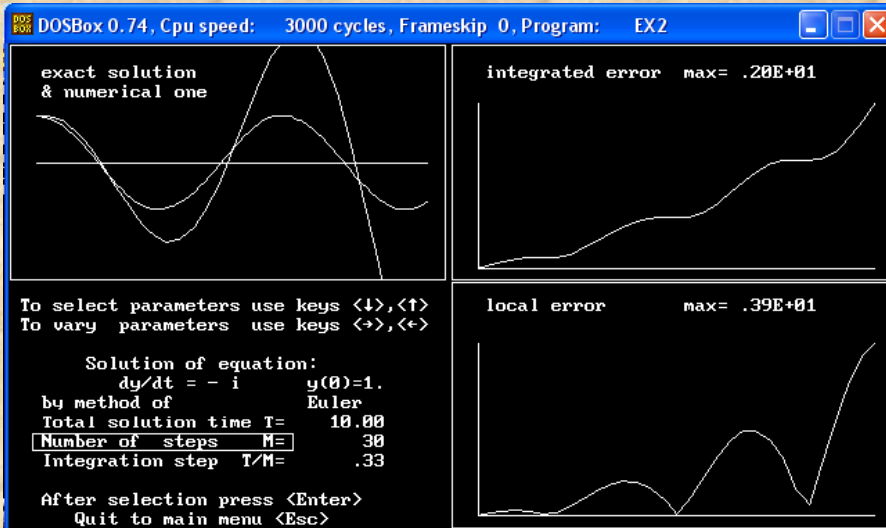 DOSBox 0.74, Cpu speed: 3000 cycles, Frameskip 0, Program: EX2
exact solution
& numerical one
integrated error max= .20E+01
To select parameters use keys <↓>,<↑>
To vary parameters use keys <→>,<←>
Solution of equation:
dy/dt = - i y(0)=1.
by method of Euler
Total solution time T= 10.00
Number of steps M= 30
Integration step T/M= .33
After selection press <Enter>
Quit to main menu <Esc>
local error max= .39E+01